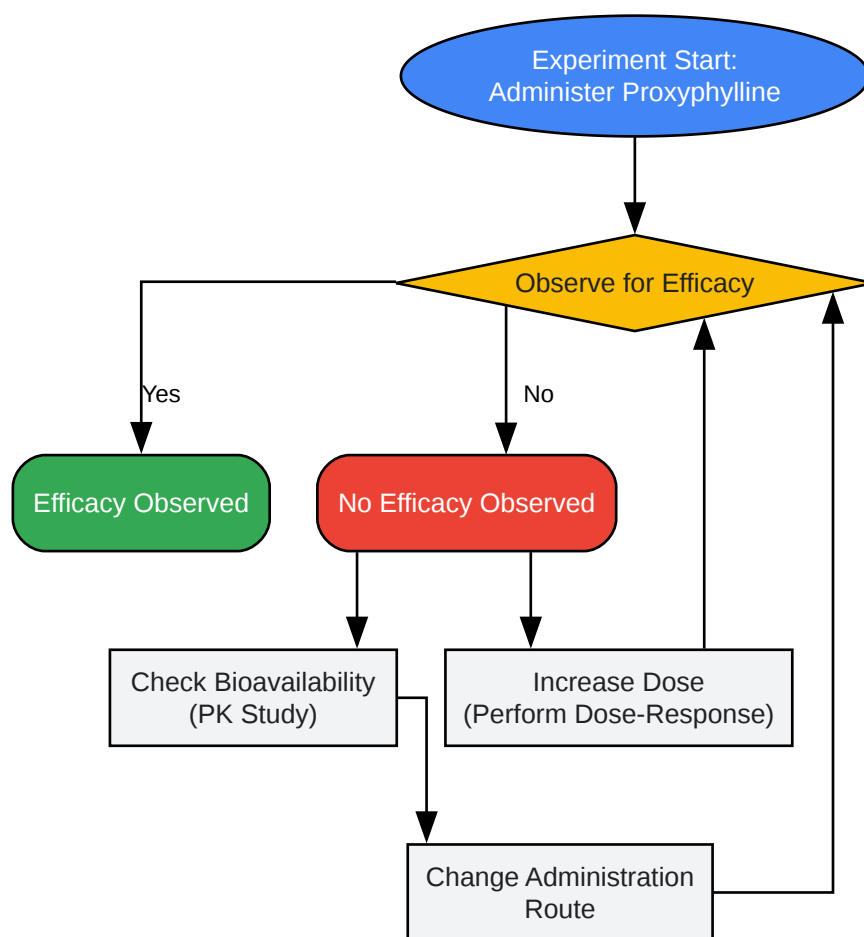 Experiment Start:
Administer Proxyphylline
Observe for Efficacy
Yes
No
Efficacy Observed
No Efficacy Observed
Check Bioavailability
(PK Study)
Increase Dose
(Perform Dose-Response)
Change Administration
Route